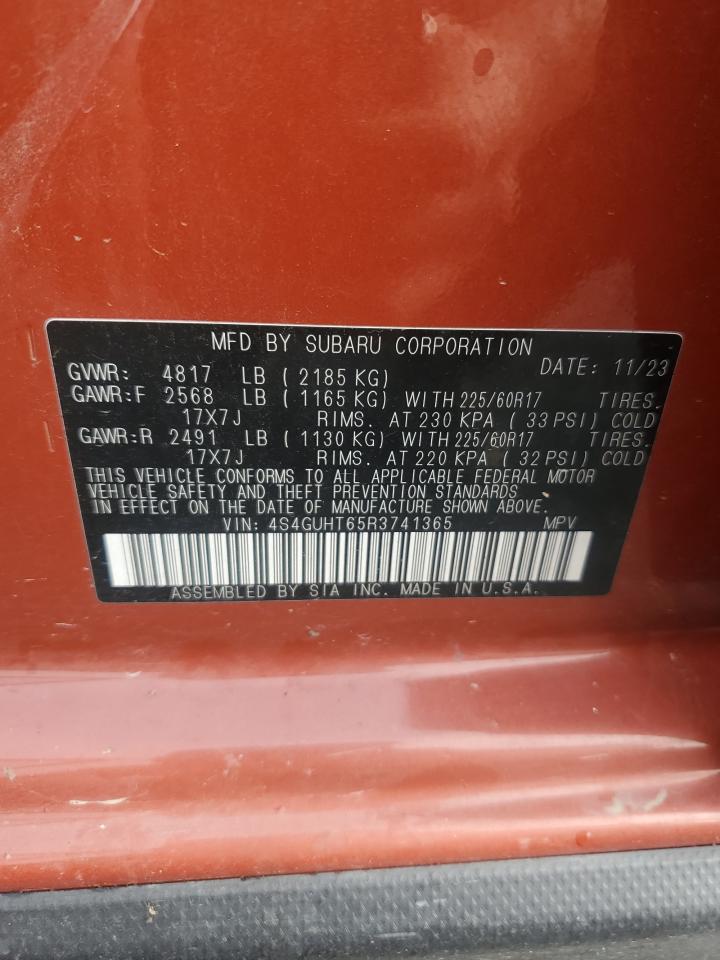 MFD BY SUBARU CORPORATION
DATE: 11/23
GVWR: 4817 LB ( 2185 KG)
GAWR:F 2568 LB ( 1165 KG) WITH 225/60R17 TIRES.
17X7J RIMS. AT 230 KPA ( 33 PSI) COLD
GAWR:R 2491 LB ( 1130 KG) WITH 225/60R17 TIRES.
17X7J RIMS. AT 220 KPA ( 32 PSI) COLD
THIS VEHICLE CONFORMS TO ALL APPLICABLE FEDERAL MOTOR
VEHICLE SAFETY AND THEFT PREVENTION STANDARDS
IN EFFECT ON THE DATE OF MANUFACTURE SHOWN ABOVE.
VIN: 4S4GUHT65R3741365 MPV
ASSEMBLED BY SIA INC. MADE IN U.S.A.